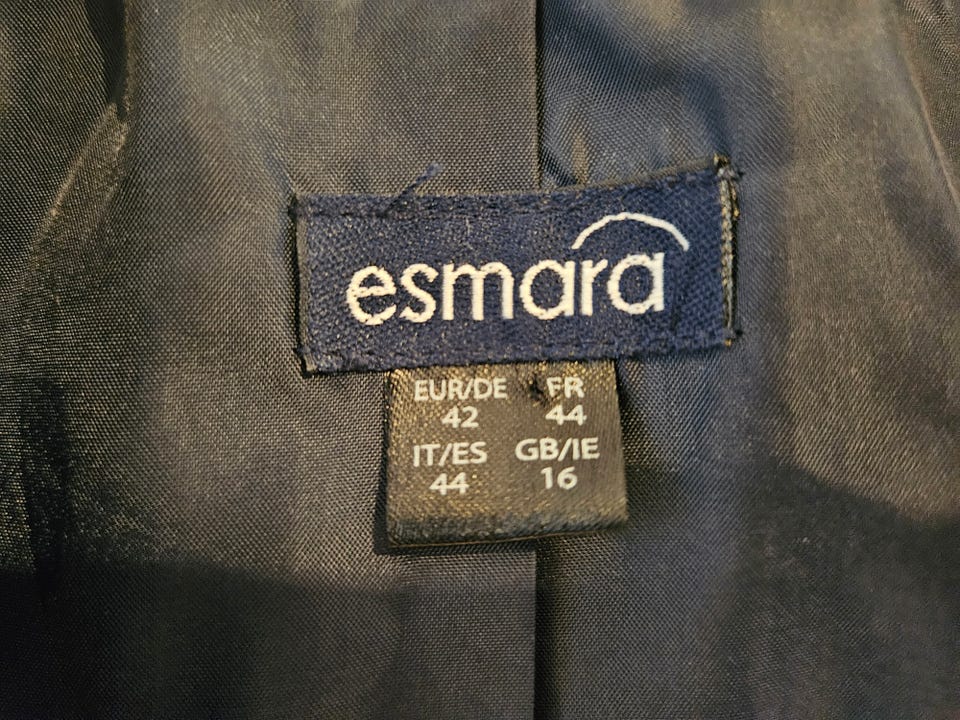 esmara
EUR/DE FR
42 44
IT/ES GB/IE
44 16